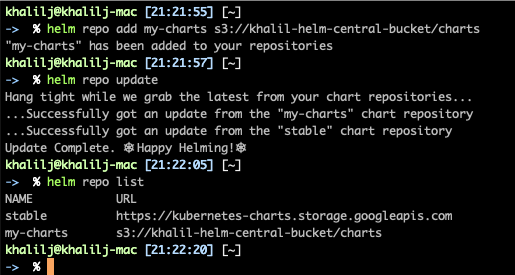 khalilj@khalilj-mac [21:21:55] [~]
-> % helm repo add my-charts s3://khalil-helm-central-bucket/charts
"my-charts" has been added to your repositories
khalilj@khalilj-mac [21:21:57] [~]
-> % helm repo update
Hang tight while we grab the latest from your chart repositories...
...Successfully got an update from the "my-charts" chart repository
...Successfully got an update from the "stable" chart repository
Update Complete. ⎈Happy Helming!⎈
khalilj@khalilj-mac [21:22:05] [~]
-> % helm repo list
NAME URL
stable https://kubernetes-charts.storage.googleapis.com
my-charts s3://khalil-helm-central-bucket/charts
khalilj@khalilj-mac [21:22:20] [~]
-> %